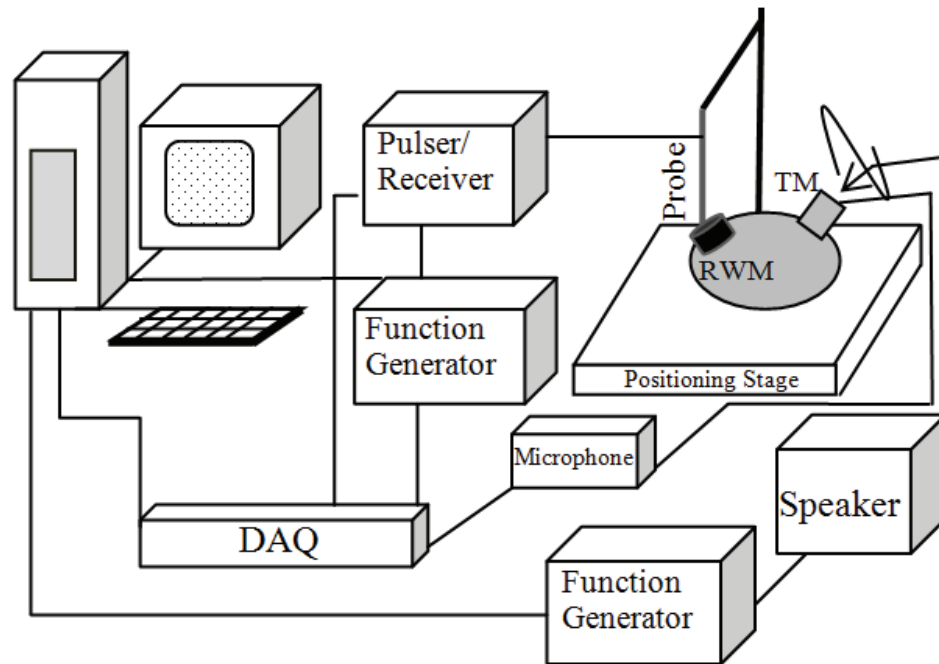 Pulser/
Receiver
Probe
TM
RWM
Function
Generator
Positioning Stage
Microphone
Speaker
DAQ
Function
Generator